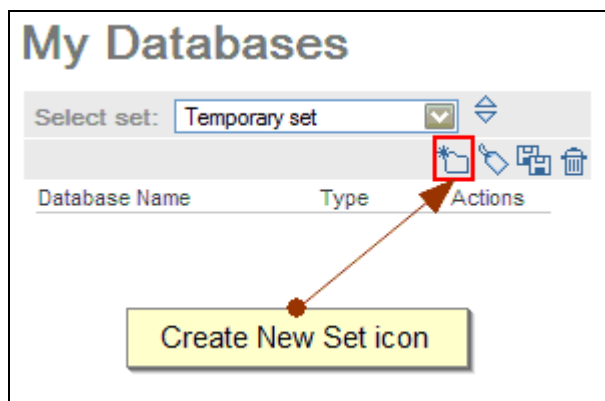 My Databases
Select set: Temporary set
Database Name Type Actions
Create New Set icon